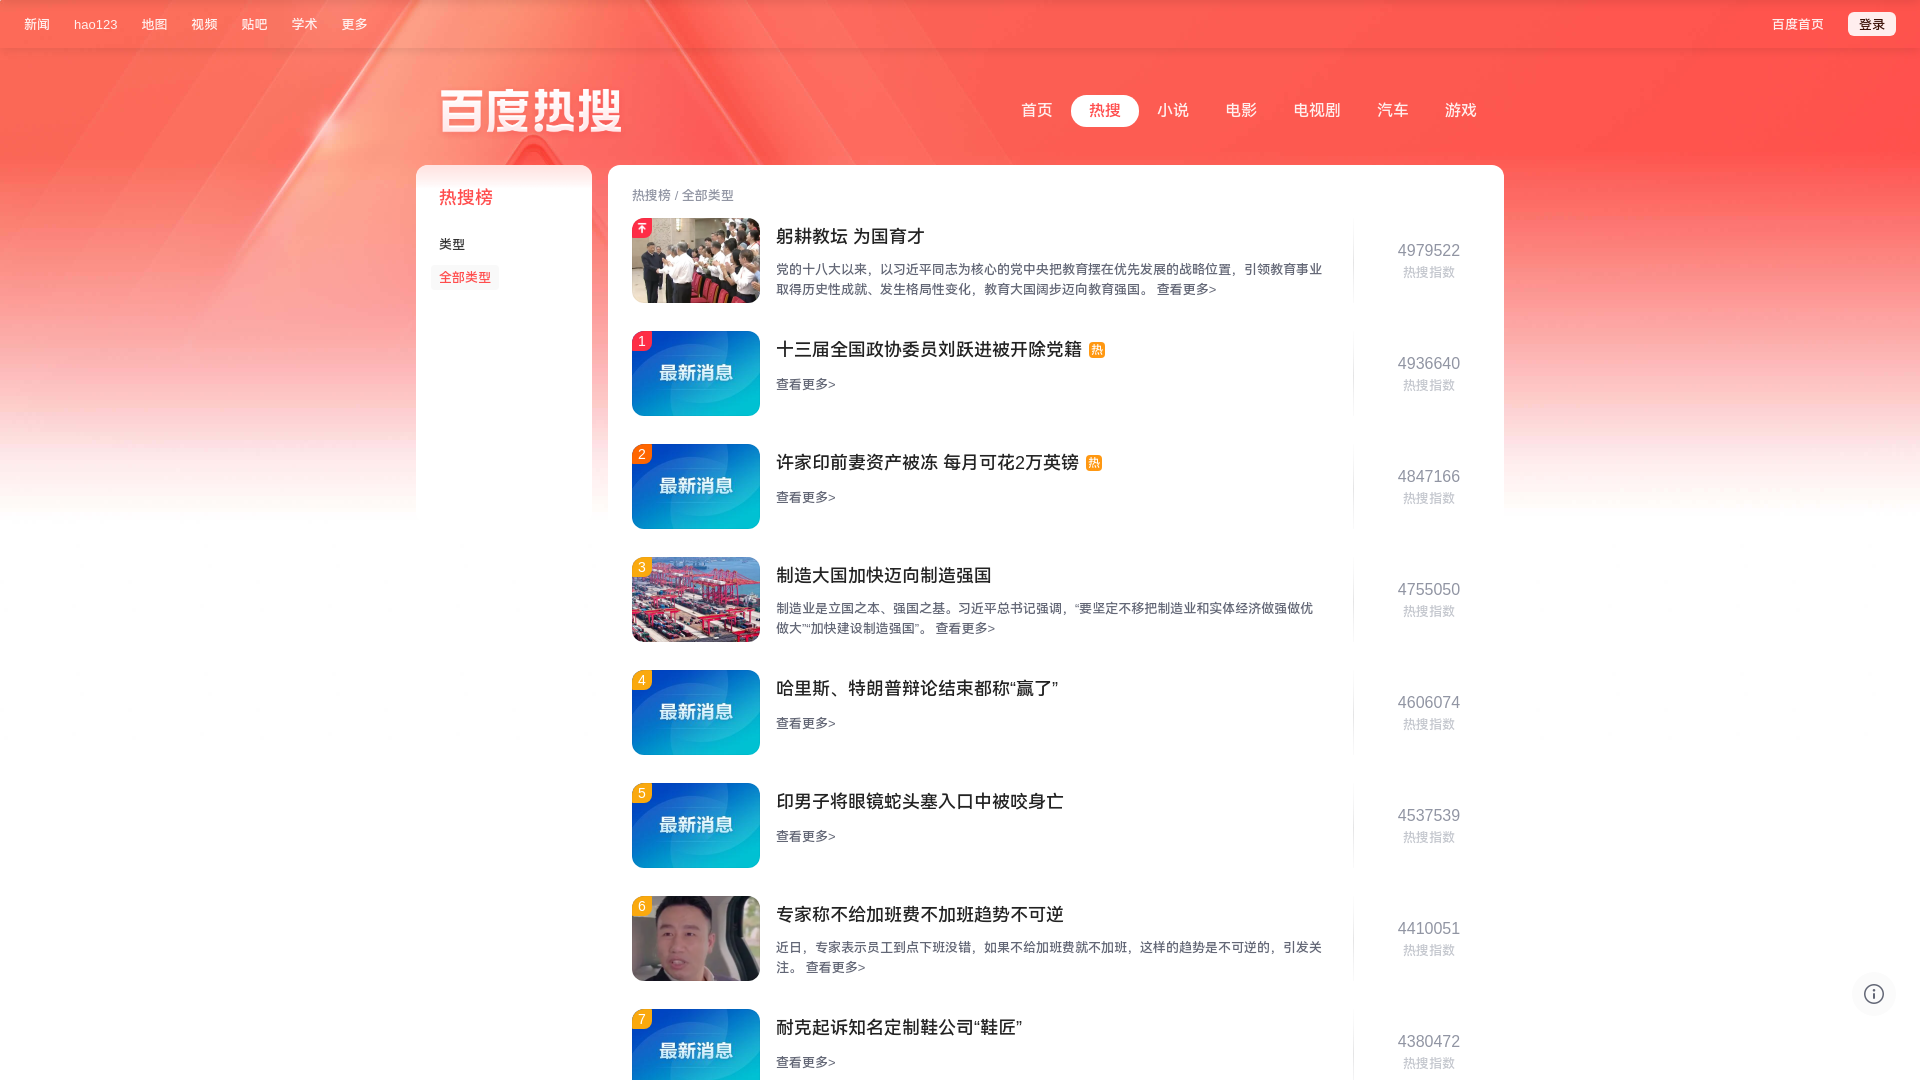 新闻 hao123 地图 视频 贴吧 学术 更多 百度首页 登录
百度热搜
首页 热搜 小说 电影 电视剧 汽车 游戏
热搜榜
类型
全部类型
热搜榜 / 全部类型
躬耕教坛 为国育才
党的十八大以来，以习近平同志为核心的党中央把教育摆在优先发展的战略位置，引领教育事业
取得历史性成就、发生格局性变化，教育大国阔步迈向教育强国。 查看更多>
4979522
热搜指数
1
最新消息
十三届全国政协委员刘跃进被开除党籍 热
查看更多>
4936640
热搜指数
2
最新消息
许家印前妻资产被冻 每月可花2万英镑 热
查看更多>
4847166
热搜指数
3
制造大国加快迈向制造强国
制造业是立国之本、强国之基。习近平总书记强调，“要坚定不移把制造业和实体经济做强做优
做大”“加快建设制造强国”。 查看更多>
4755050
热搜指数
4
最新消息
哈里斯、特朗普辩论结束都称“赢了”
查看更多>
4606074
热搜指数
5
最新消息
印男子将眼镜蛇头塞入口中被咬身亡
查看更多>
4537539
热搜指数
6
专家称不给加班费不加班趋势不可逆
近日，专家表示员工到点下班没错，如果不给加班费就不加班，这样的趋势是不可逆的，引发关
注。 查看更多>
4410051
热搜指数
7
最新消息
耐克起诉知名定制鞋公司“鞋匠”
查看更多>
4380472
热搜指数